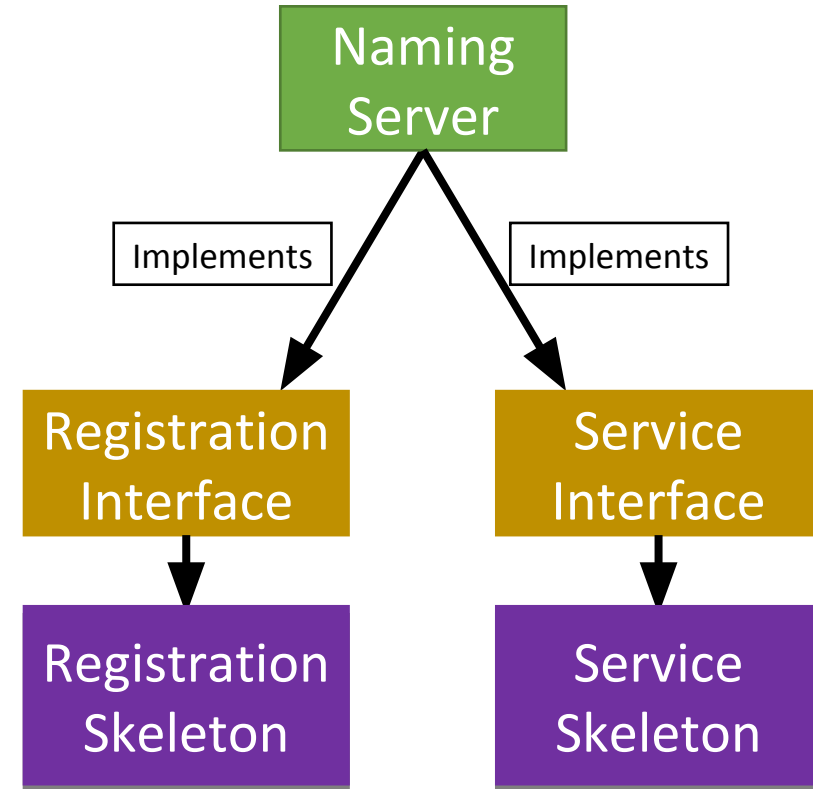 Naming
Server
Implements
Implements
Registration
Interface
Service
Interface
Registration
Skeleton
Service
Skeleton